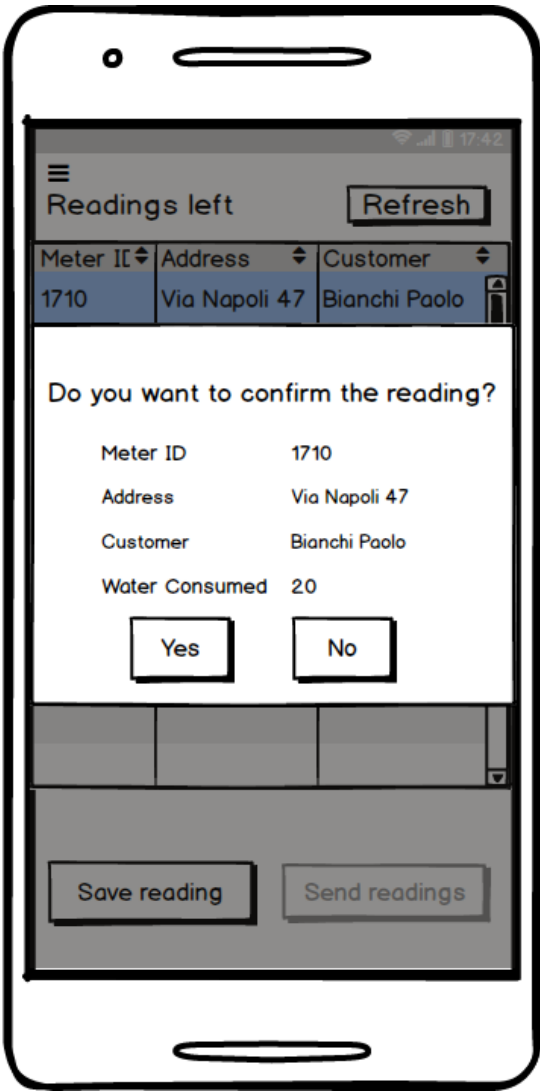 17:42
Readings left
Refresh
Meter ID Address Customer
1710 Via Napoli 47 Bianchi Paolo
Do you want to confirm the reading?
Meter ID 1710
Address Via Napoli 47
Customer Bianchi Paolo
Water Consumed 20
Yes No
Save reading Send readings